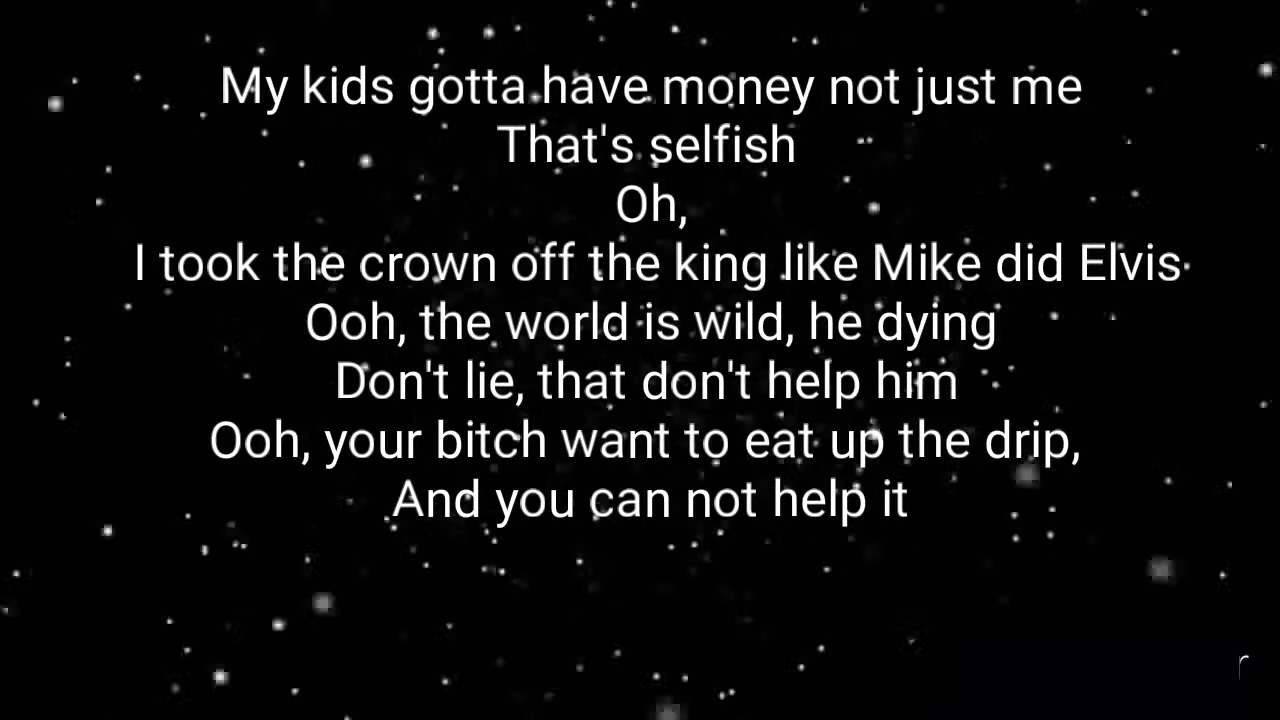 My kids gotta have money not just me
That's selfish
Oh,
I took the crown off the king like Mike did Elvis
Ooh, the world is wild, he dying
Don't lie, that don't help him
Ooh, your bitch want to eat up the drip,
And you can not help it